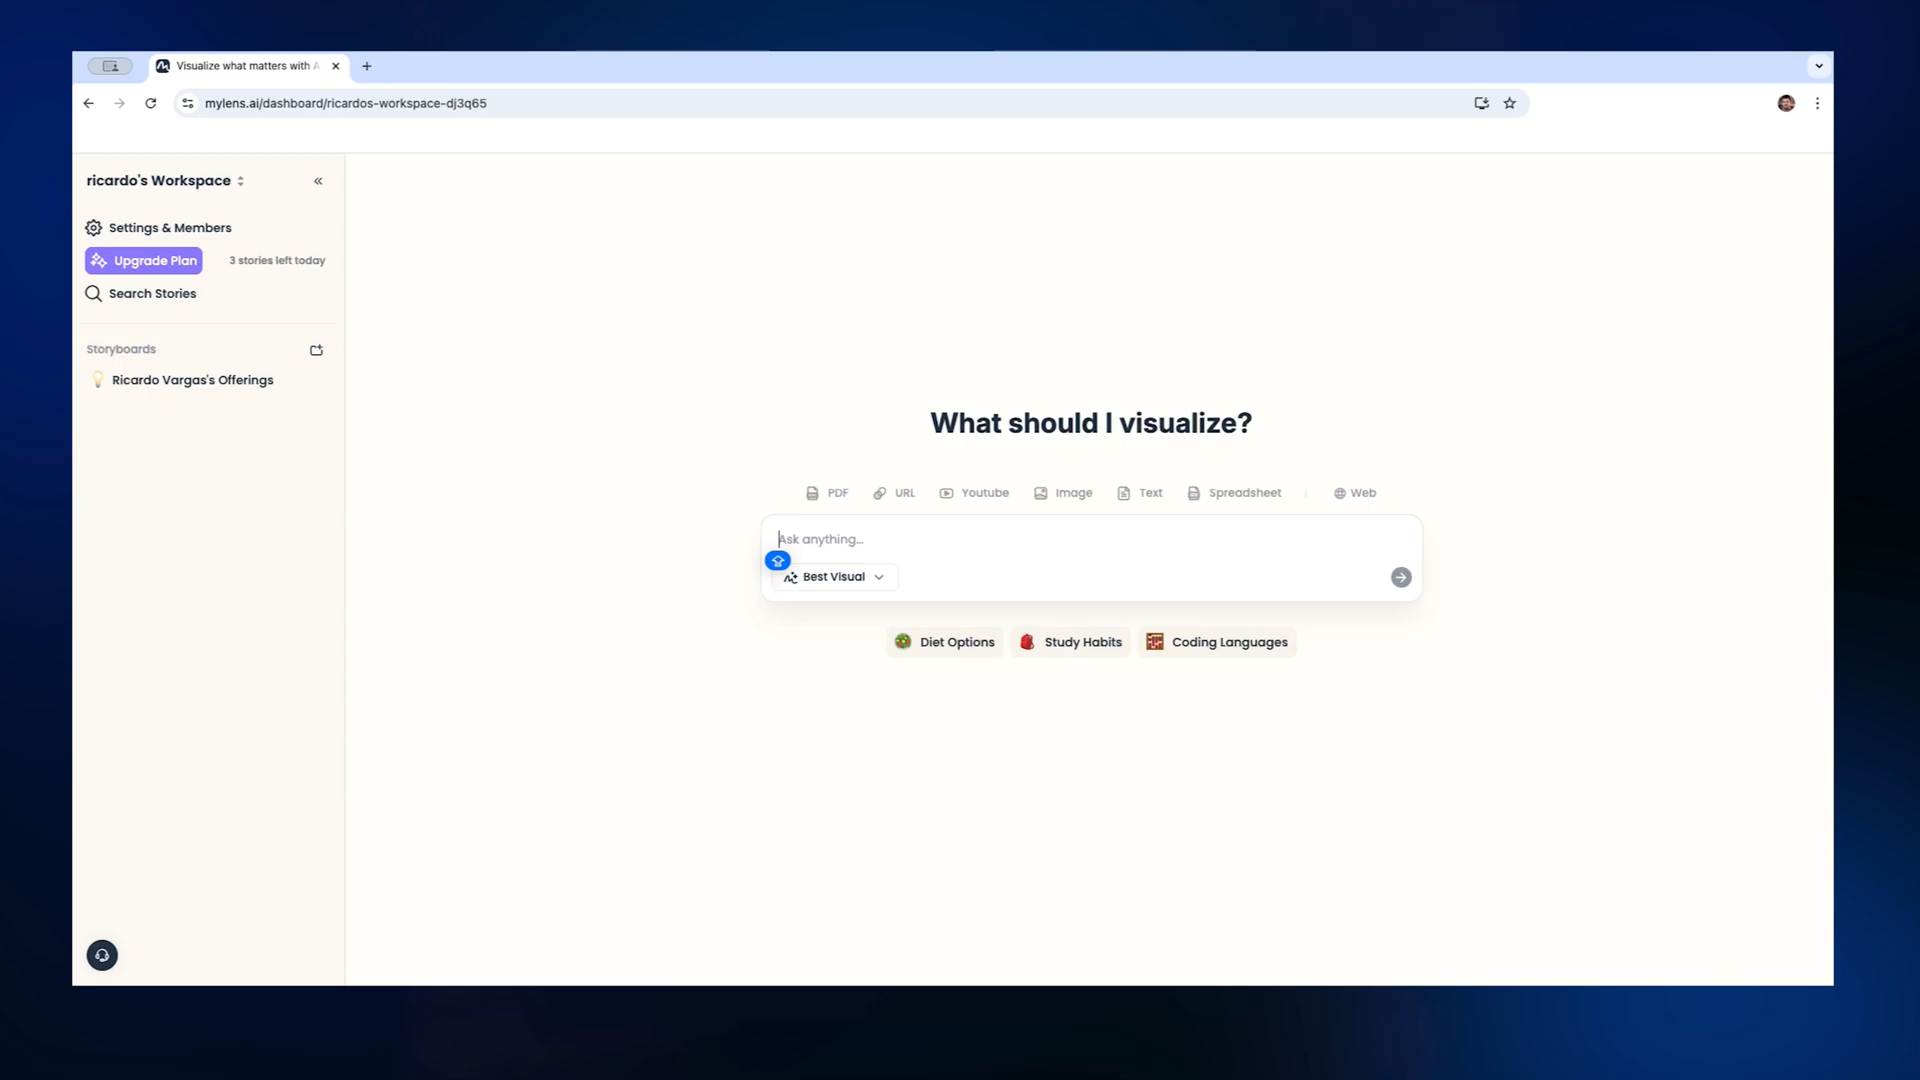 Visualize what matters with A
mylens.ai/dashboard/ricardos-workspace-dj3q65
ricardo's Workspace
Settings & Members
Upgrade Plan
3 stories left today
Search Stories
Storyboards
Ricardo Vargas's Offerings
What should I visualize?
PDF URL Youtube Image Text Spreadsheet Web
Ask anything...
Best Visual
Diet Options Study Habits Coding Languages